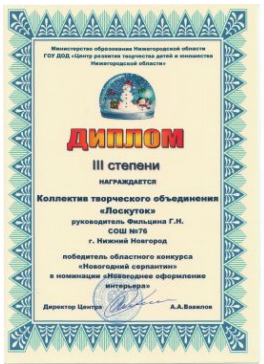 Министерство образования Нижегородской области
ГОУ ДОД «Центр развития творчества детей и юношества
Нижегородской области»
ДИПЛОМ
III степени
НАГРАЖДАЕТСЯ
Коллектив творческого объединения
«Лоскуток»
руководитель Фильцина Г.Н.
СОШ №76
г. Нижний Новгород
победитель областного конкурса
«Новогодний серпантин»
в номинации «Новогоднее оформление
интерьера»
Директор Центра А.А.Вавилов